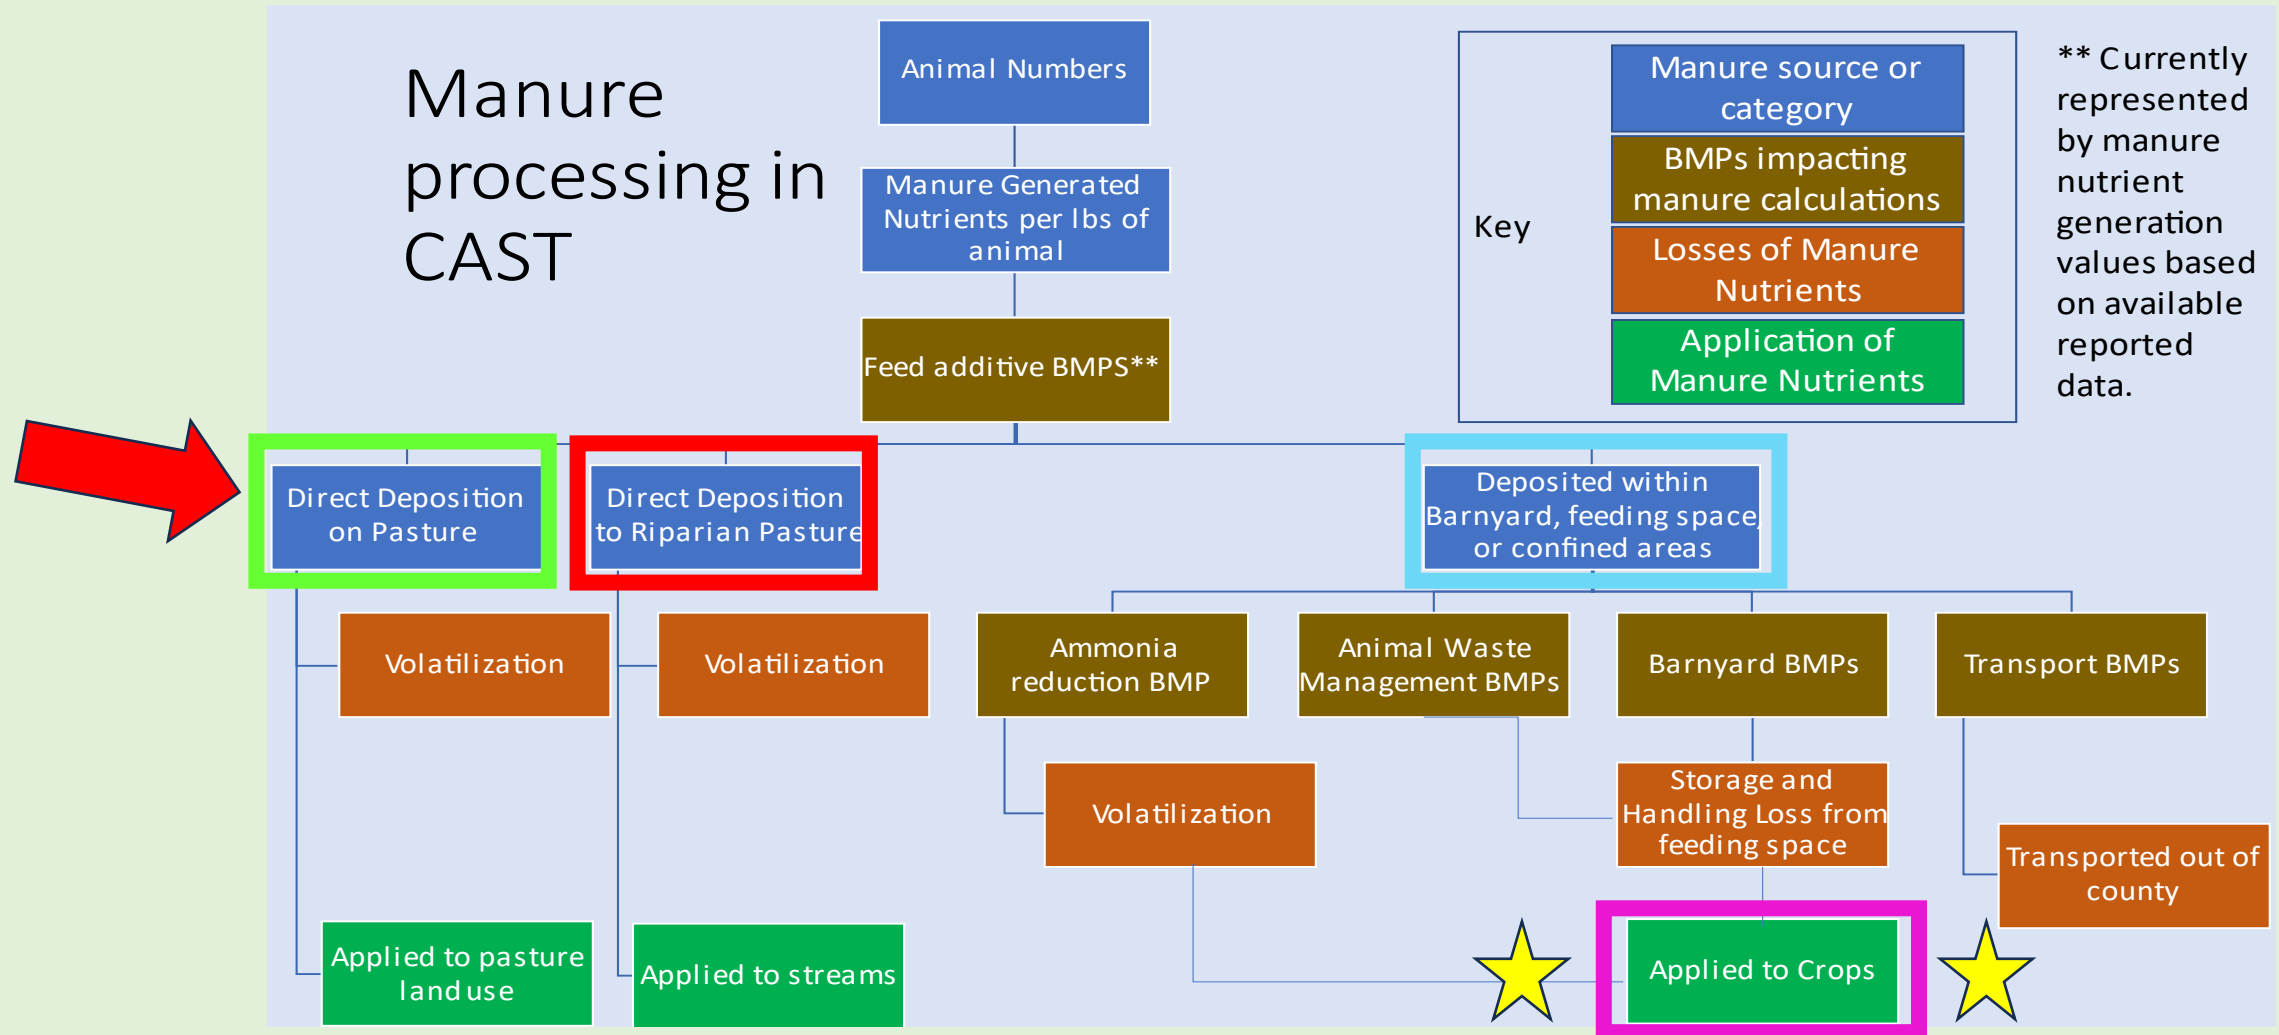 Manure
processing in
CAST
Animal Numbers
Manure Generated
Nutrients per lbs of
animal
Feed additive BMPS**
Key
Manure source or
category
BMPs impacting
manure calculations
Losses of Manure
Nutrients
Application of
Manure Nutrients
** Currently
represented
by manure
nutrient
generation
values based
on available
reported
data.
Direct Deposition
on Pasture
Direct Deposition
to Riparian Pasture
Deposited within
Barnyard, feeding space,
or confined areas
Volatilization
Volatilization
Ammonia
reduction BMP
Animal Waste
Management BMPs
Barnyard BMPs
Transport BMPs
Volatilization
Storage and
Handling Loss from
feeding space
Transported out of
county
Applied to pasture
land use
Applied to streams
Applied to Crops